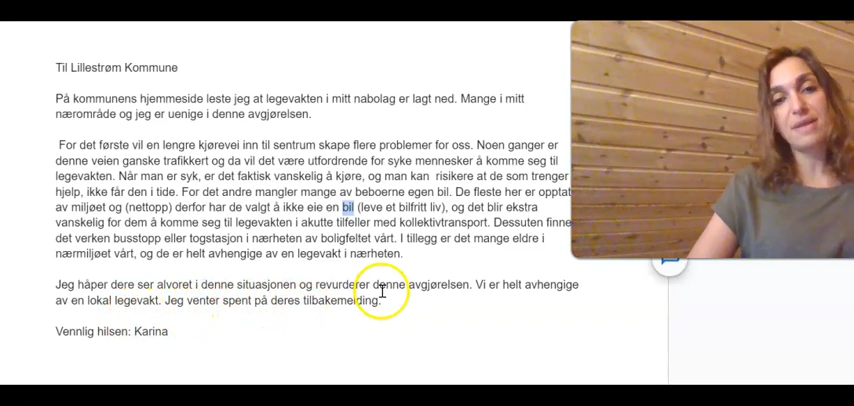 Til Lillestrøm Kommune
På kommunens hjemmeside leste jeg at legevakten i mitt nabolag er lagt ned. Mange i mitt
nærområde og jeg er uenige i denne avgjørelsen.
For det første vil en lengre kjørevei inn til sentrum skape flere problemer for oss. Noen ganger er
denne veien ganske trafikkert og da vil det være utfordrende for syke mennesker å komme seg til
legevakten. Når man er syk, er det faktisk vanskelig å kjøre, og man kan risikere at de som trenger
hjelp, ikke får den i tide. For det andre mangler mange av beboerne egen bil. De fleste her er opptat
av miljøet og (nettopp) derfor har de valgt å ikke eie en bil (leve et bilfritt liv), og det blir ekstra
vanskelig for dem å komme seg til legevakten i akutte tilfeller med kollektivtransport. Dessuten finne
det verken busstopp eller togstasjon i nærheten av boligfeltet vårt. I tillegg er det mange eldre i
nærmiljøet vårt, og de er helt avhengige av en legevakt i nærheten.
Jeg håper dere ser alvoret i denne situasjonen og revurderer denne avgjørelsen. Vi er helt avhengige
av en lokal legevakt. Jeg venter spent på deres tilbakemelding.
Vennlig hilsen: Karina